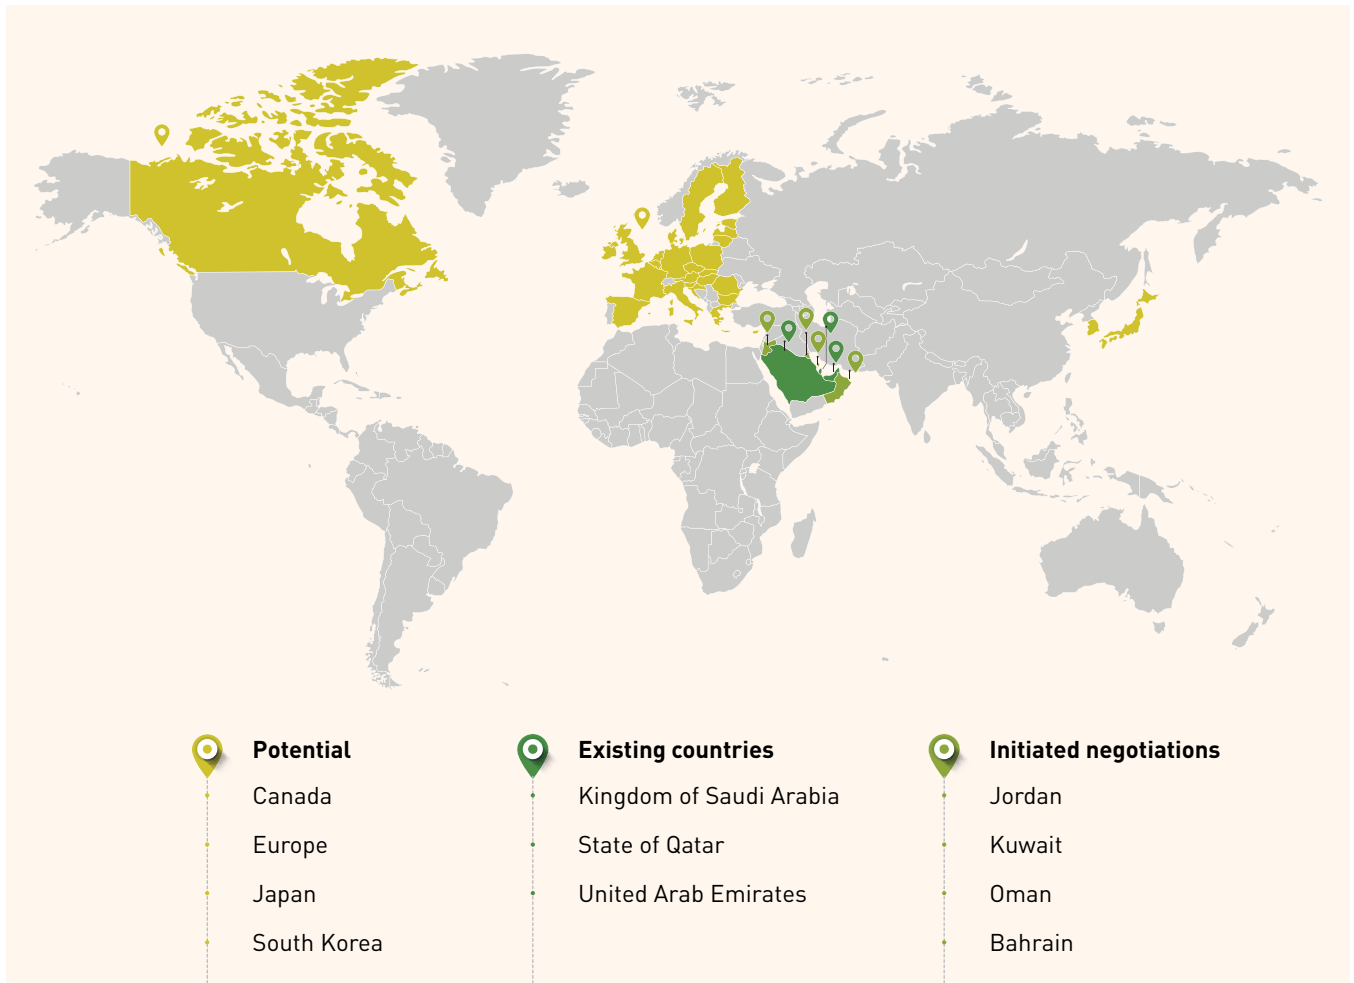 Potential
Canada
Europe
Japan
South Korea
Existing countries
Kingdom of Saudi Arabia
State of Qatar
United Arab Emirates
Initiated negotiations
Jordan
Kuwait
Oman
Bahrain